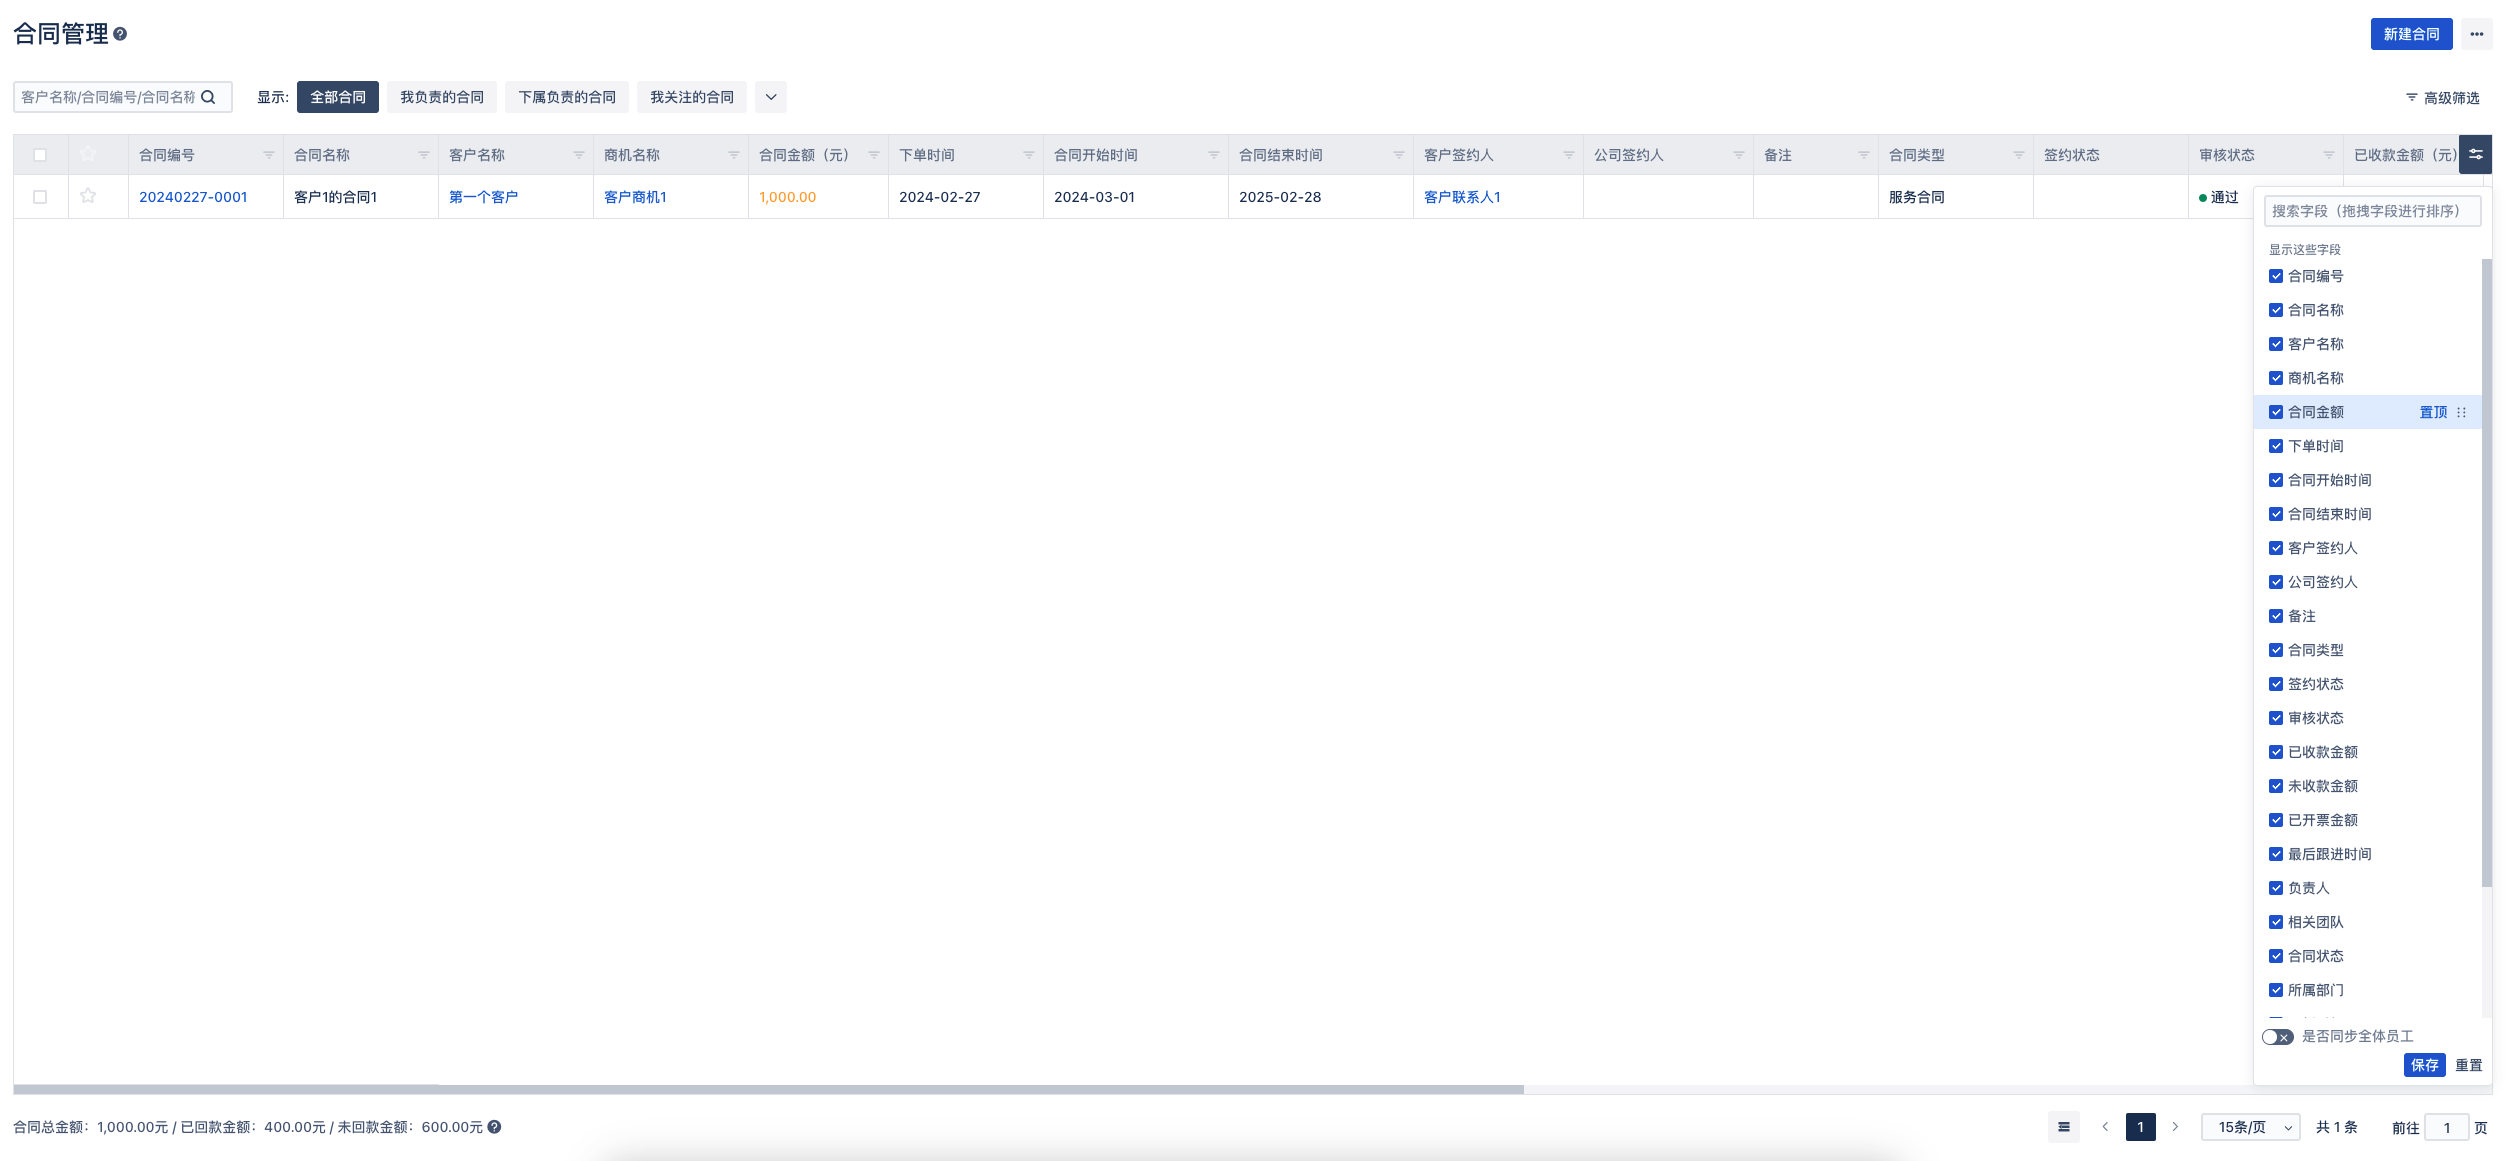 合同管理
新建合同
客户名称/合同编号/合同名称
显示:
全部合同
我负责的合同
下属负责的合同
我关注的合同
高级筛选
合同编号 合同名称 客户名称 商机名称 合同金额（元） 下单时间 合同开始时间 合同结束时间 客户签约人 公司签约人 备注 合同类型 签约状态 审核状态 已收款金额（元）
20240227-0001 客户1的合同1 第一个客户 客户商机1 1,000.00 2024-02-27 2024-03-01 2025-02-28 客户联系人1 服务合同 通过
搜索字段（拖拽字段进行排序）
显示这些字段
合同编号
合同名称
客户名称
商机名称
合同金额 置顶
下单时间
合同开始时间
合同结束时间
客户签约人
公司签约人
备注
合同类型
签约状态
审核状态
已收款金额
未收款金额
已开票金额
最后跟进时间
负责人
相关团队
合同状态
所属部门
是否同步全体员工
保存 重置
合同总金额：1,000.00元 / 已回款金额：400.00元 / 未回款金额：600.00元
1
15条/页
共 1 条
前往 1 页